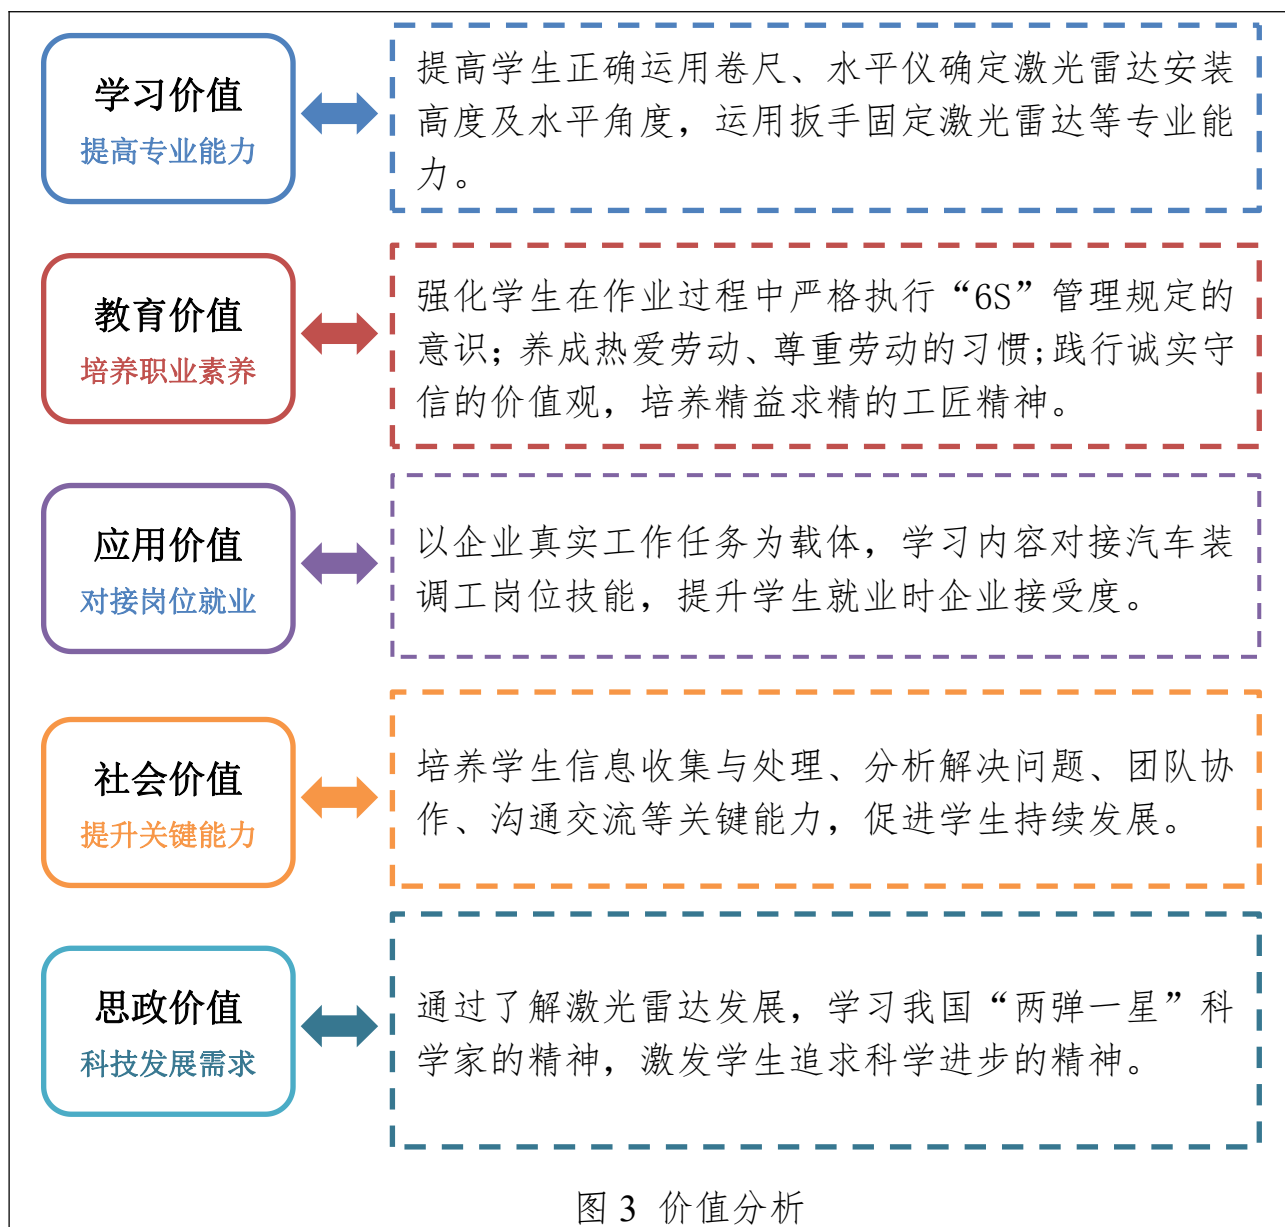 学习价值
提高专业能力
提高学生正确运用卷尺、水平仪确定激光雷达安装
高度及水平角度，运用扳手固定激光雷达等专业能
力。
教育价值
培养职业素养
强化学生在作业过程中严格执行“6S”管理规定的
意识；养成热爱劳动、尊重劳动的习惯;践行诚实守
信的价值观，培养精益求精的工匠精神。
应用价值
对接岗位就业
以企业真实工作任务为载体，学习内容对接汽车装
调工岗位技能，提升学生就业时企业接受度。
社会价值
提升关键能力
培养学生信息收集与处理、分析解决问题、团队协
作、沟通交流等关键能力，促进学生持续发展。
思政价值
科技发展需求
通过了解激光雷达发展，学习我国“两弹一星”科
学家的精神，激发学生追求科学进步的精神。
图 3 价值分析